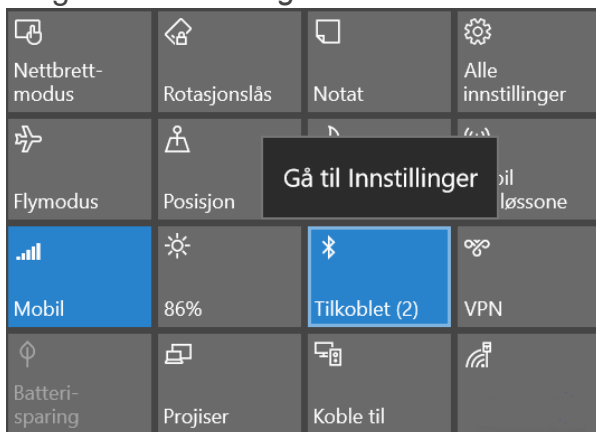 Nettbrett-
modus
Rotasjonslås
Notat
Alle
innstillinger
Flymodus
Posisjon
Gå til Innstillinger
løssone
Mobil
86%
Tilkoblet (2)
VPN
Batteri-
sparing
Projiser
Koble til